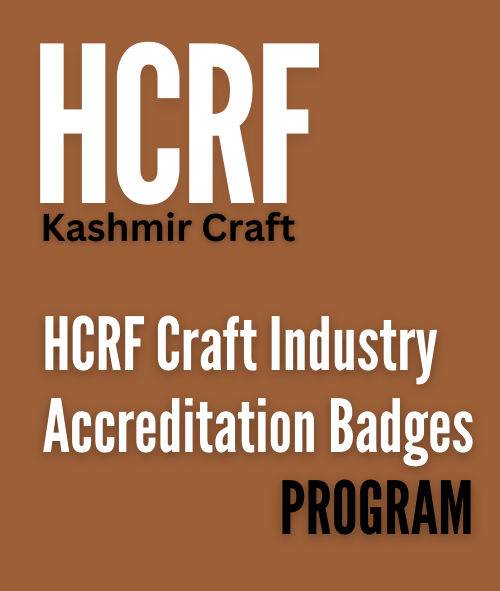 HCRF
Kashmir Craft
HCRF Craft Industry
Accreditation Badges
PROGRAM